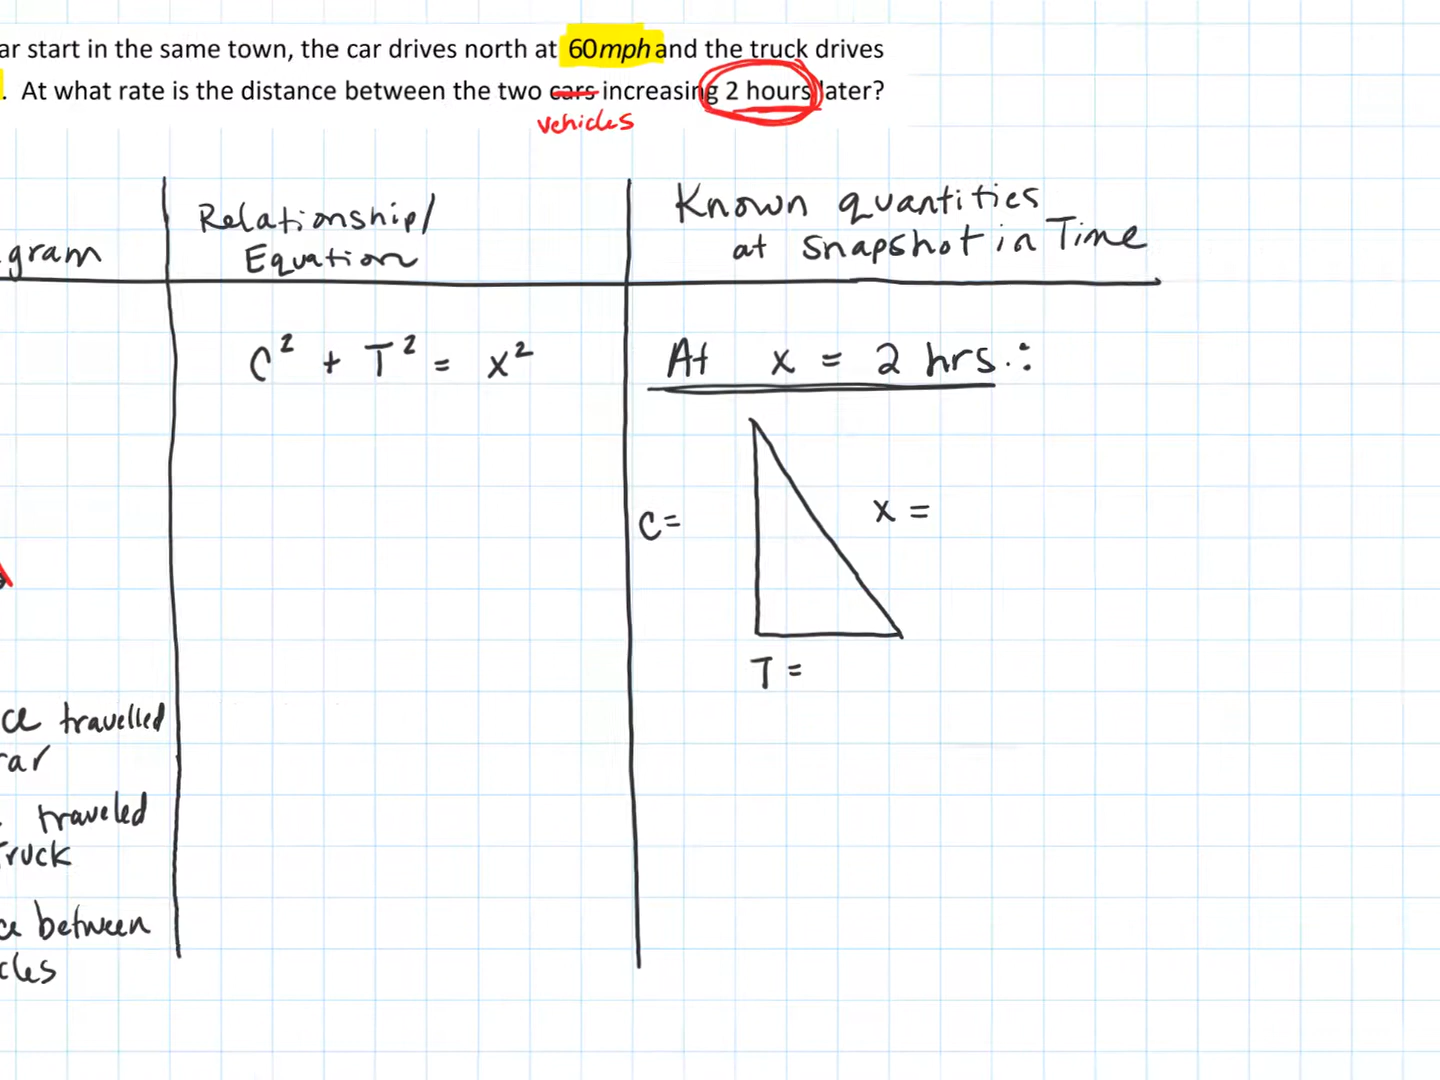 ar start in the same town, the car drives north at 60mph and the truck drives
. At what rate is the distance between the two cars increasing 2 hours later?
vehicles
gram
Relationship/
Equation
Known quantities
at snapshot in Time
C² + T² = x²
At x = 2 hrs.:
C =
x =
T =
ce travelled
car
traveled
Truck
ce between
cles